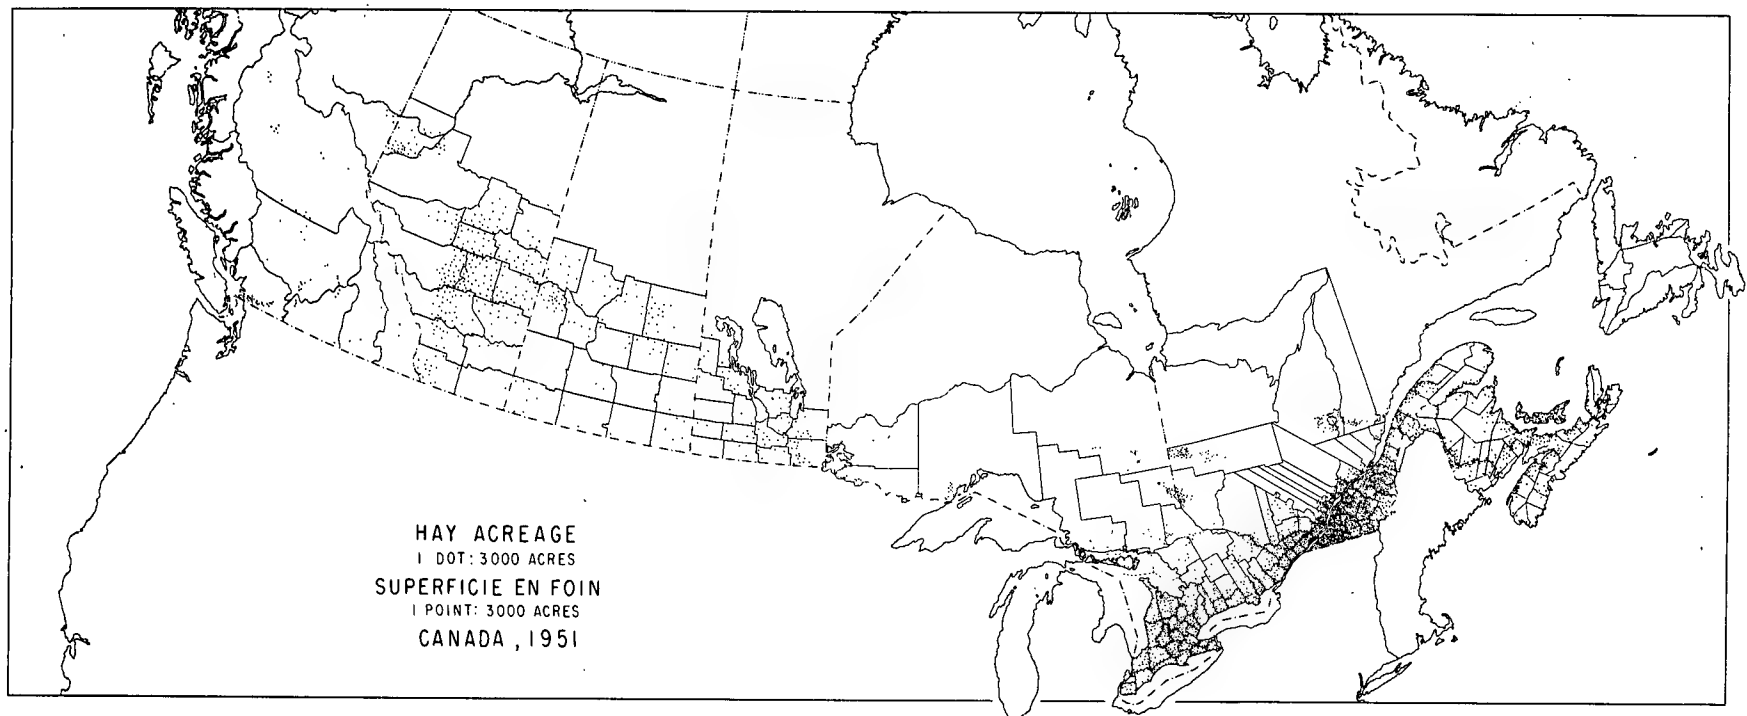 HAY ACREAGE
1 DOT: 3000 ACRES
SUPERFICIE EN FOIN
1 POINT: 3000 ACRES
CANADA, 1951